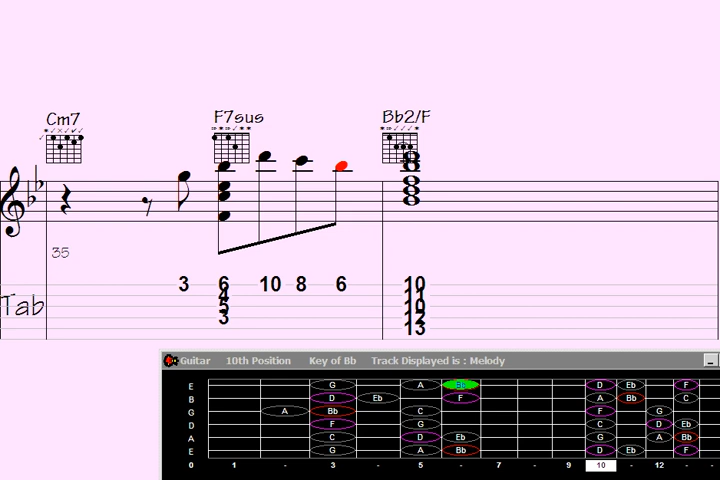 Cm7 F7sus Bb2/F
35
Tab 3 6 10 8 6 10
4 11
5 10
3 12
13
Guitar 10th Position Key of Bb Track Displayed is : Melody
E G A Bb D Eb F
B D Eb F A Bb C
G A Bb C F G
D F G C D Eb
A C D Eb G A Bb
E G A Bb D Eb F
0 1 - 3 - 5 - 7 - 9 10 - 12 - -